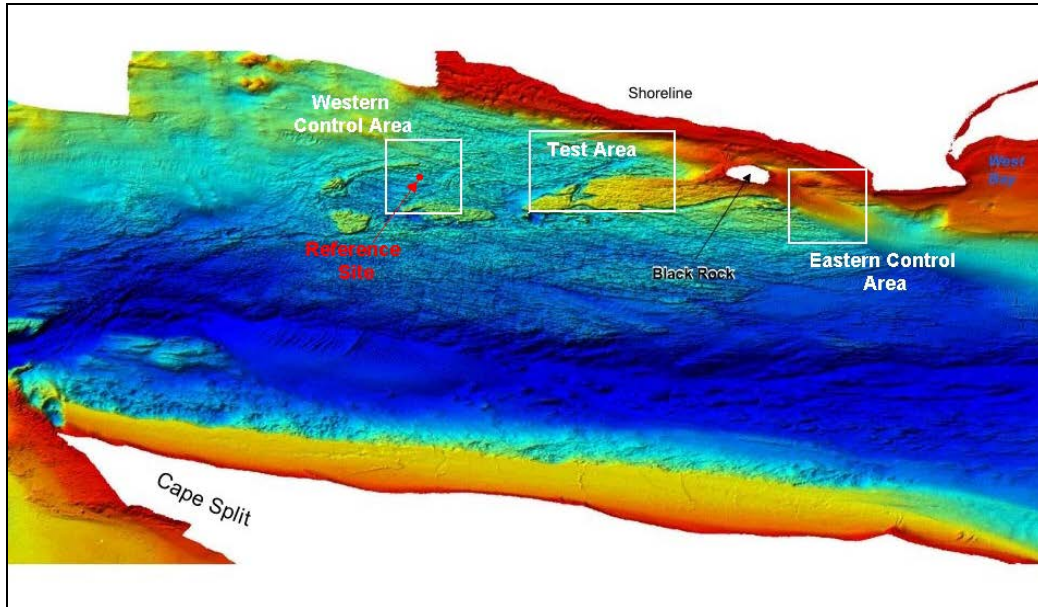 Shoreline
Western
Control Area
Test Area
West
Bay
Reference
Site
Black Rock
Eastern Control
Area
Cape Split